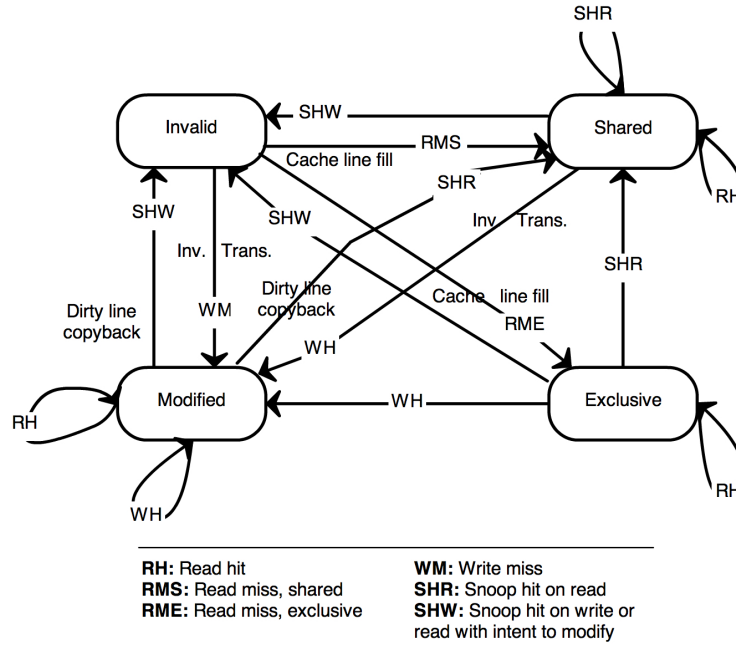 SHR
Invalid
SHW
Shared
RMS
Cache line fill
SHR
RH
SHW
SHW
Inv. Trans.
Inv. Trans.
SHR
Dirty line
copyback
WM
Dirty line
copyback
Cache line fill
RME
WH
Modified
WH
Exclusive
RH
WH
RH
RH: Read hit
RMS: Read miss, shared
RME: Read miss, exclusive
WM: Write miss
SHR: Snoop hit on read
SHW: Snoop hit on write or
read with intent to modify